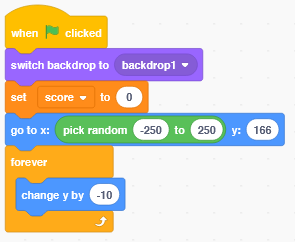 when clicked
switch backdrop to backdrop1
set score to 0
go to x: pick random -250 to 250 y: 166
forever
change y by -10